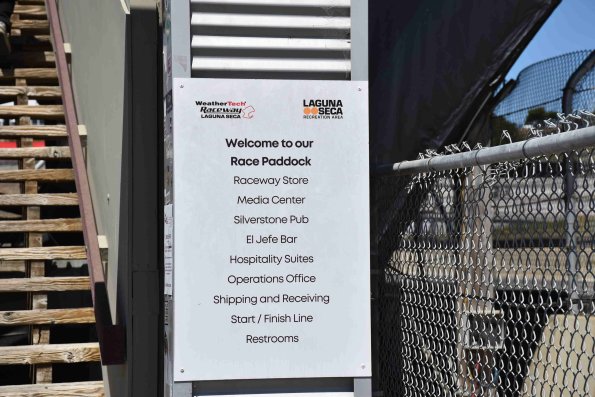 WeatherTech
Raceway
LAGUNA SECA
LAGUNA
SECA
RECREATION AREA
Welcome to our
Race Paddock
Raceway Store
Media Center
Silverstone Pub
El Jefe Bar
Hospitality Suites
Operations Office
Shipping and Receiving
Start / Finish Line
Restrooms